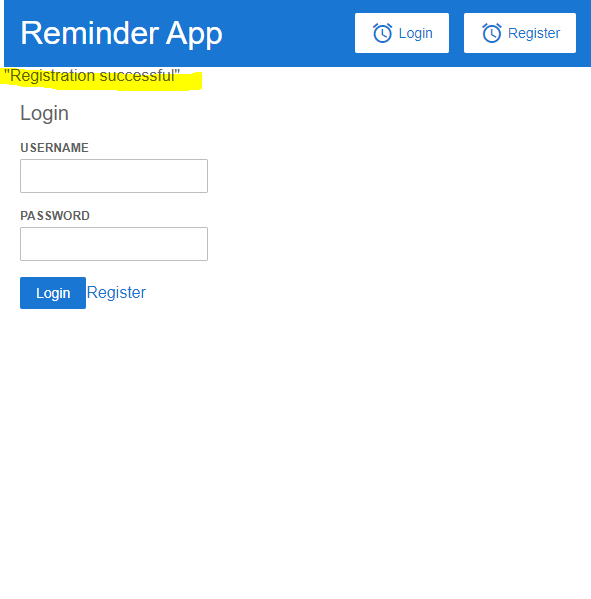 Reminder App
Login
Register
"Registration successful"
Login
USERNAME
PASSWORD
Login Register